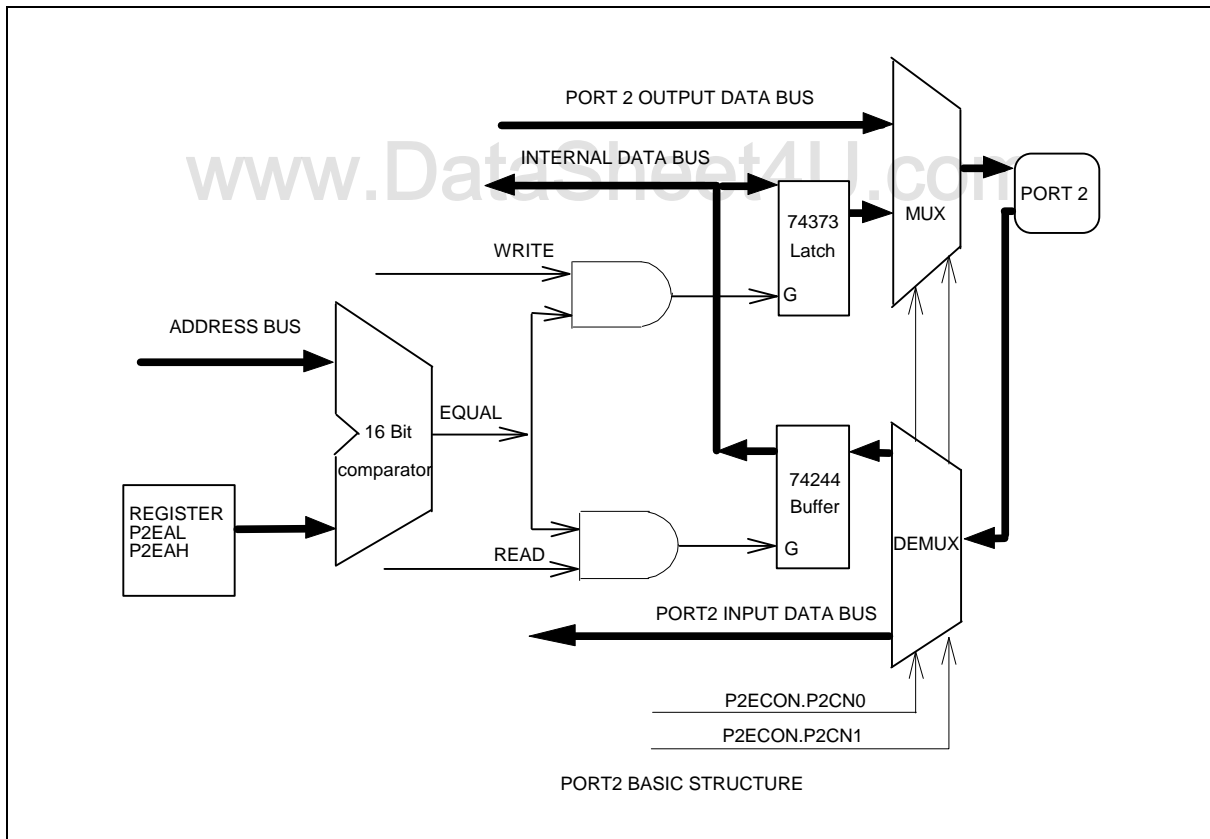 PORT 2 OUTPUT DATA BUS
www.DataSheet4U.com
INTERNAL DATA BUS
MUX
PORT 2
74373
Latch
G
WRITE
ADDRESS BUS
EQUAL
16 Bit
comparator
REGISTER
P2EAL
P2EAH
74244
Buffer
G
READ
DEMUX
PORT2 INPUT DATA BUS
P2ECON.P2CN0
P2ECON.P2CN1
PORT2 BASIC STRUCTURE